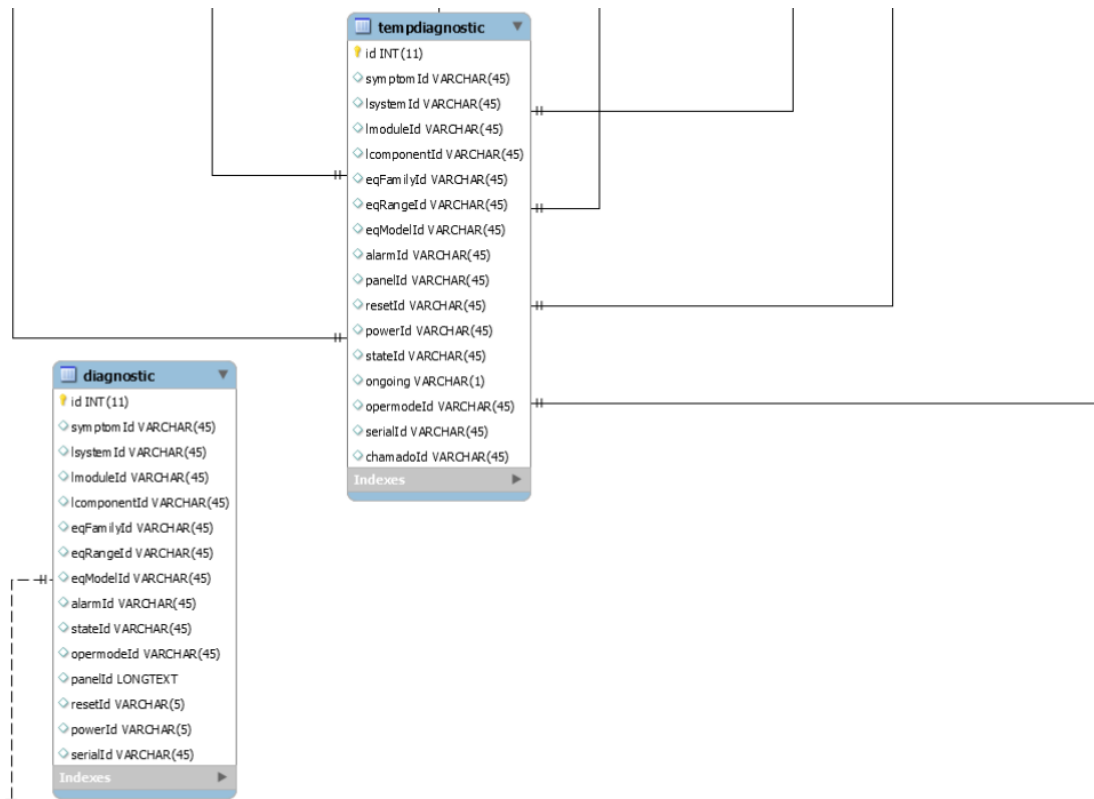 tempdiagnostic
id INT(11)
symptomId VARCHAR(45)
lsystemId VARCHAR(45)
lmoduleId VARCHAR(45)
lcomponentId VARCHAR(45)
eqFamilyId VARCHAR(45)
eqRangeId VARCHAR(45)
eqModelId VARCHAR(45)
alarmId VARCHAR(45)
panelId VARCHAR(45)
resetId VARCHAR(45)
powerId VARCHAR(45)
stateId VARCHAR(45)
ongoing VARCHAR(1)
opermodeId VARCHAR(45)
serialId VARCHAR(45)
chamadoId VARCHAR(45)
Indexes
diagnostic
id INT(11)
symptomId VARCHAR(45)
lsystemId VARCHAR(45)
lmoduleId VARCHAR(45)
lcomponentId VARCHAR(45)
eqFamilyId VARCHAR(45)
eqRangeId VARCHAR(45)
eqModelId VARCHAR(45)
alarmId VARCHAR(45)
stateId VARCHAR(45)
opermodeId VARCHAR(45)
panelId LONGTEXT
resetId VARCHAR(5)
powerId VARCHAR(5)
serialId VARCHAR(45)
Indexes